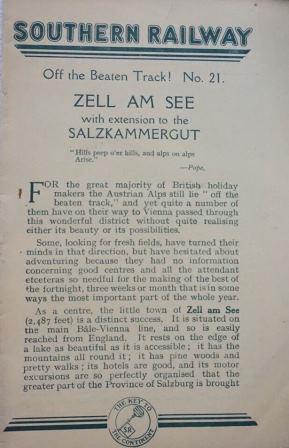 SOUTHERN RAILWAY
Off the Beaten Track! No. 21.
ZELL AM SEE
with extension to the
SALZKAMMERGUT
"Hills peep o'er hills, and alps on alps
Arise."
—Pope.
FOR the great majority of British holiday
makers the Austrian Alps still lie "off the
beaten track," and yet quite a number of
them have on their way to Vienna passed through
this wonderful district without quite realising
either its beauty or its possibilities.
Some, looking for fresh fields, have turned their
minds in that direction, but have hesitated about
adventuring because they had no information
concerning good centres and all the attendant
etceteras so needful for the making of the best of
the fortnight, three weeks or month that is in some
ways the most important part of the whole year.
As a centre, the little town of Zell am See
(2,487 feet) is a distinct success. It is situated on
the main Bâle-Vienna line, and so is easily
reached from England. It rests on the edge of
a lake as beautiful as it is accessible; it has the
mountains all round it; it has pine woods and
pretty walks; its hotels are good, and its motor
excursions are so perfectly organised that the
greater part of the Province of Salzburg is brought
THE KEY TO
SR
THE CONTINENT